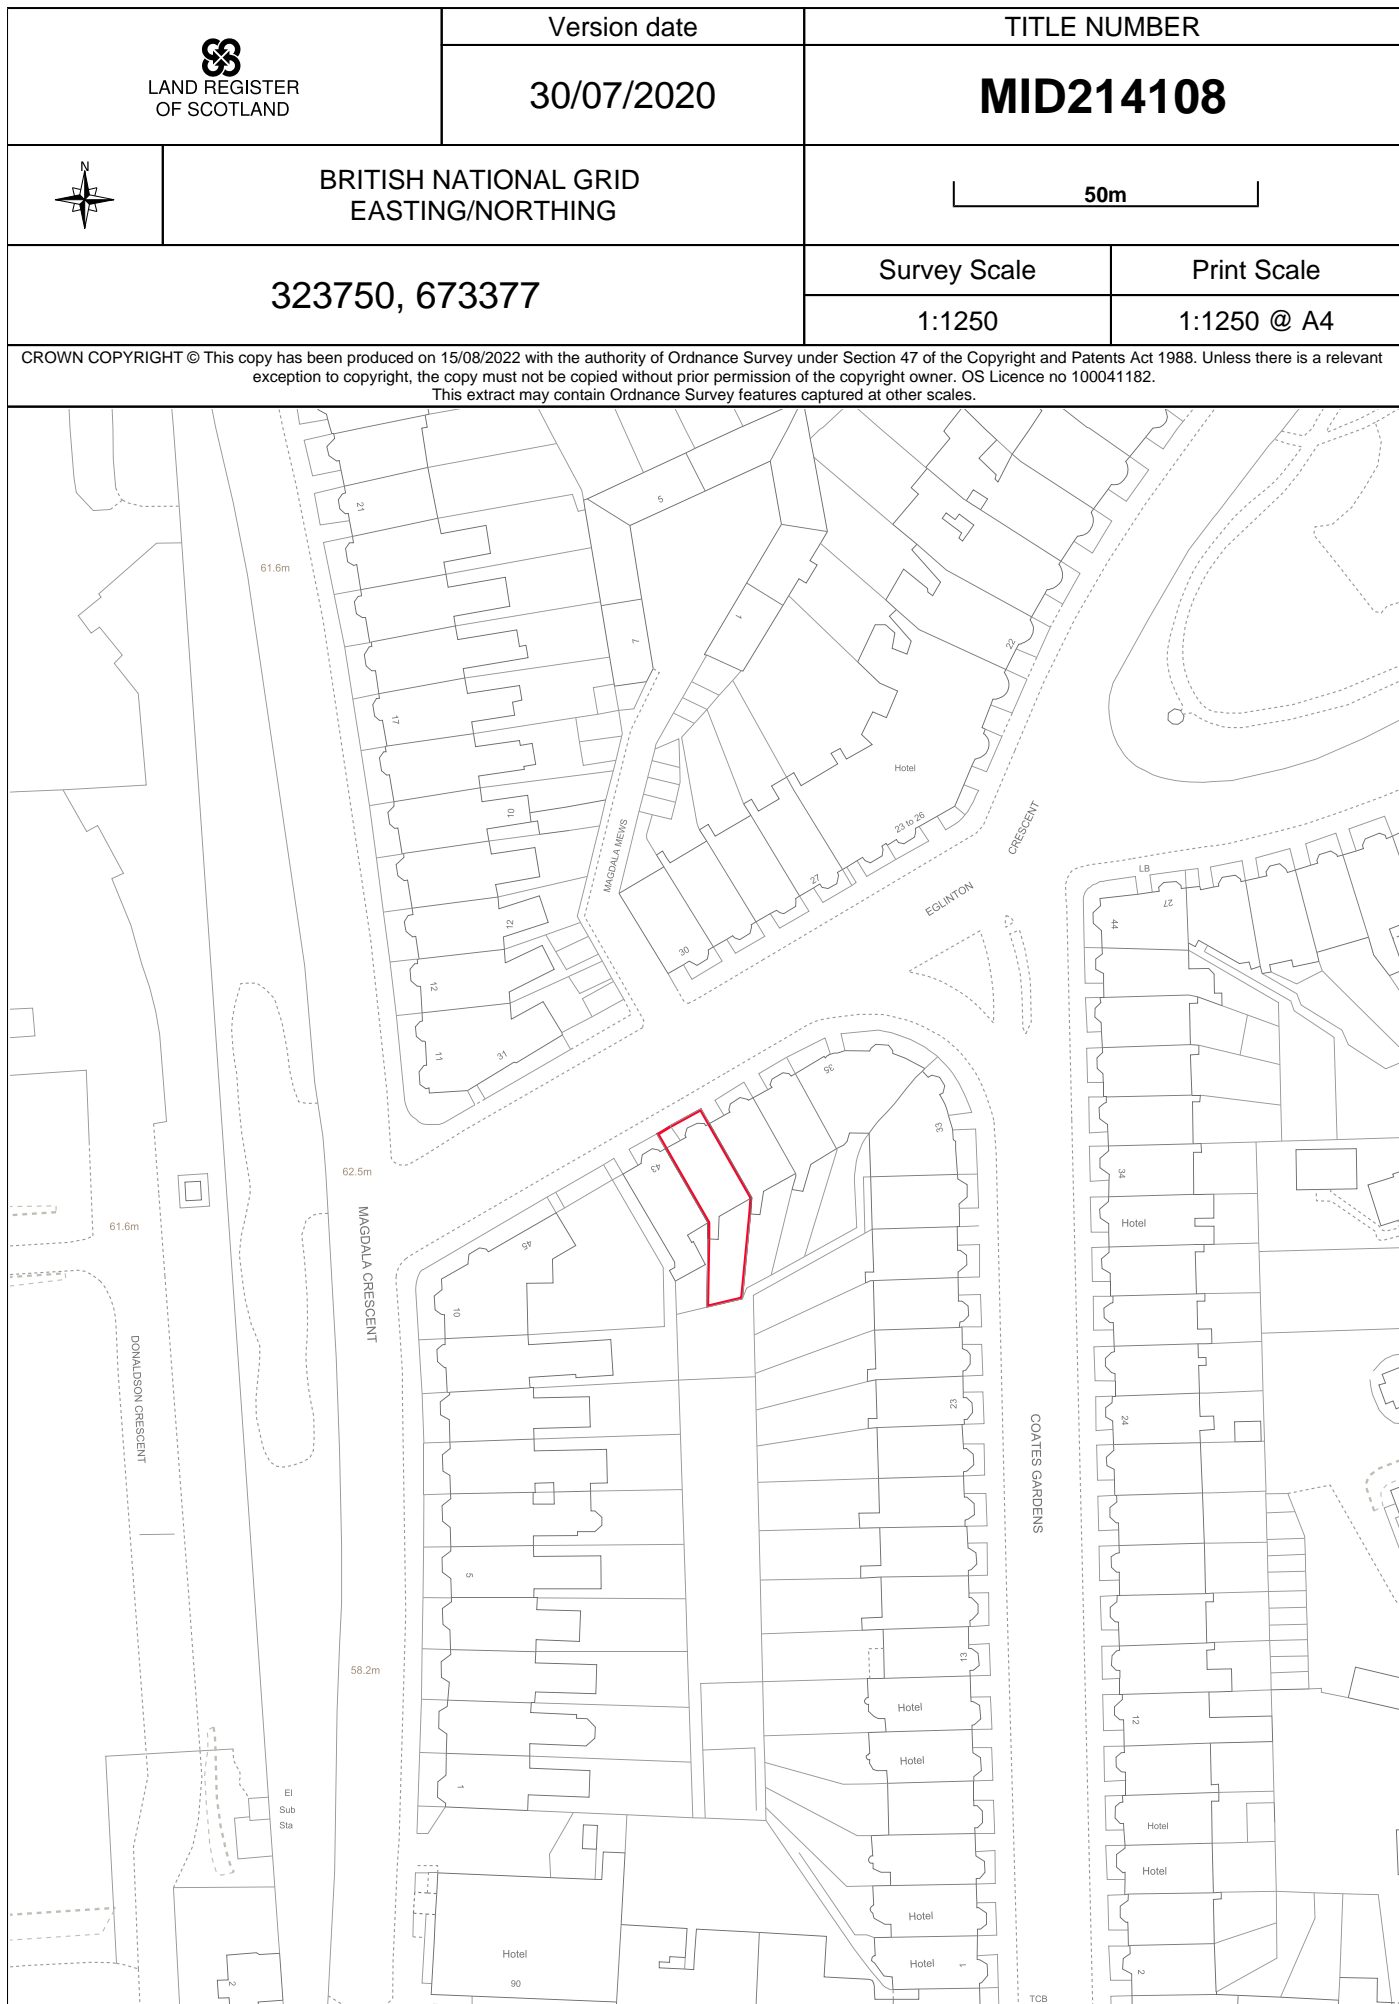 LAND REGISTER
OF SCOTLAND
Version date
30/07/2020
TITLE NUMBER
MID214108
N
BRITISH NATIONAL GRID
EASTING/NORTHING
50m
323750, 673377
Survey Scale
Print Scale
1:1250
1:1250 @ A4
CROWN COPYRIGHT © This copy has been produced on 15/08/2022 with the authority of Ordnance Survey under Section 47 of the Copyright and Patents Act 1988. Unless there is a relevant
exception to copyright, the copy must not be copied without prior permission of the copyright owner. OS Licence no 100041182.
This extract may contain Ordnance Survey features captured at other scales.
5
21
61.6m
1
7
22
17
Hotel
10
23 to 26
CRESCENT
MAGDALA MEWS
27
EGLINTON
LB
27
44
12
30
12
11
31
35
33
43
62.5m
34
61.6m
MAGDALA CRESCENT
Hotel
45
10
DONALDSON CRESCENT
23
24
COATES GARDENS
5
13
58.2m
Hotel
12
Hotel
1
El
Sub
Sta
Hotel
Hotel
Hotel
Hotel
90
Hotel
1
2
2
TCB